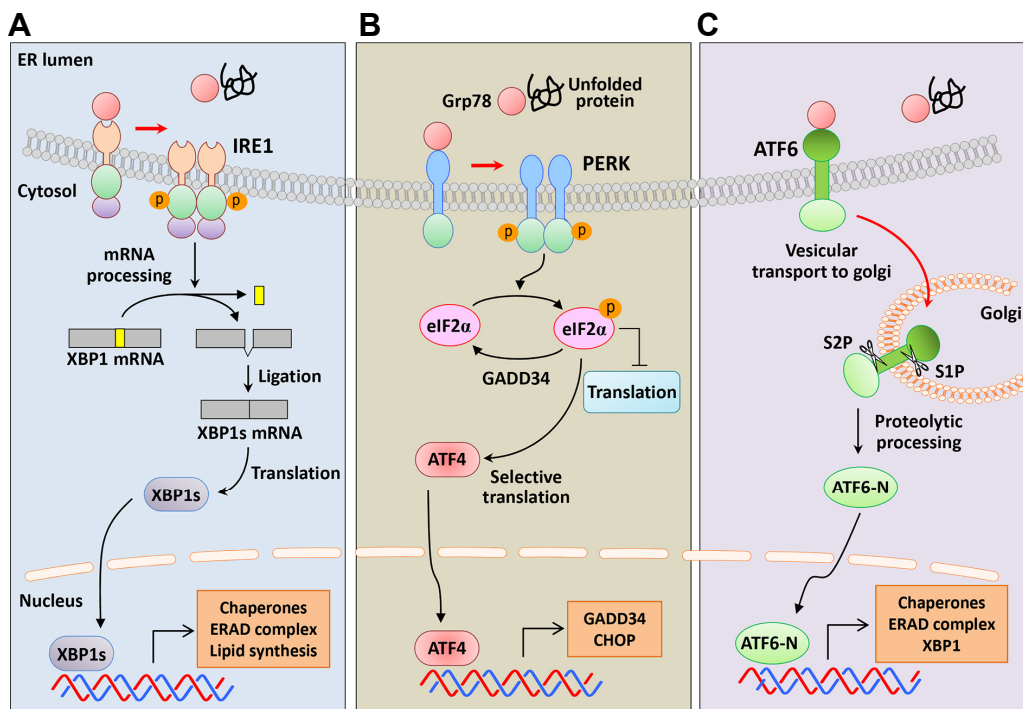 A
ER lumen
IRE1
Cytosol
p
p
mRNA
processing
XBP1 mRNA
Ligation
XBP1s mRNA
Translation
XBP1s
Nucleus
Chaperones
ERAD complex
Lipid synthesis
XBP1s
B
Grp78
Unfolded
protein
PERK
p
p
eIF2α
p
eIF2α
GADD34
Translation
ATF4
Selective
translation
GADD34
CHOP
ATF4
C
ATF6
Vesicular
transport to golgi
Golgi
S2P
S1P
Proteolytic
processing
ATF6-N
Chaperones
ERAD complex
XBP1
ATF6-N